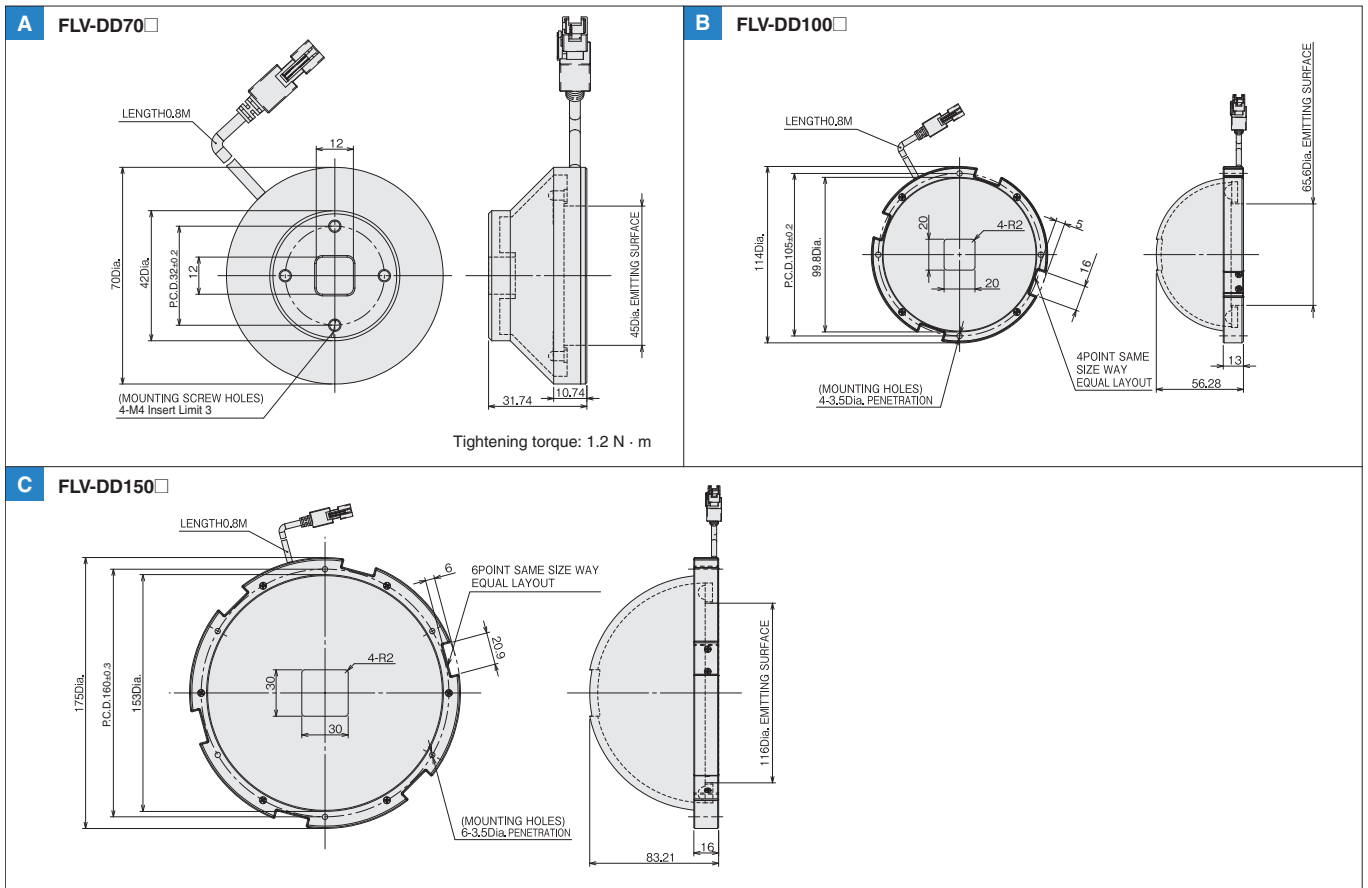 A FLV-DD70□
LENGTH0.8M
12
70Dia.
42Dia.
P.C.D.32±0.2
12
(MOUNTING SCREW HOLES)
4-M4 Insert Limit 3
45Dia. EMITTING SURFACE
10.74
31.74
Tightening torque: 1.2 N · m
B FLV-DD100□
LENGTH0.8M
114Dia.
P.C.D.105±0.2
99.8Dia.
20
4-R2
20
5
16
(MOUNTING HOLES)
4-3.5Dia. PENETRATION
4POINT SAME
SIZE WAY
EQUAL LAYOUT
65.6Dia. EMITTING SURFACE
13
56.28
C FLV-DD150□
LENGTH0.8M
175Dia.
P.C.D.160±0.3
153Dia.
30
4-R2
30
6
6POINT SAME SIZE WAY
EQUAL LAYOUT
20.9
(MOUNTING HOLES)
6-3.5Dia. PENETRATION
116Dia. EMITTING SURFACE
16
83.21